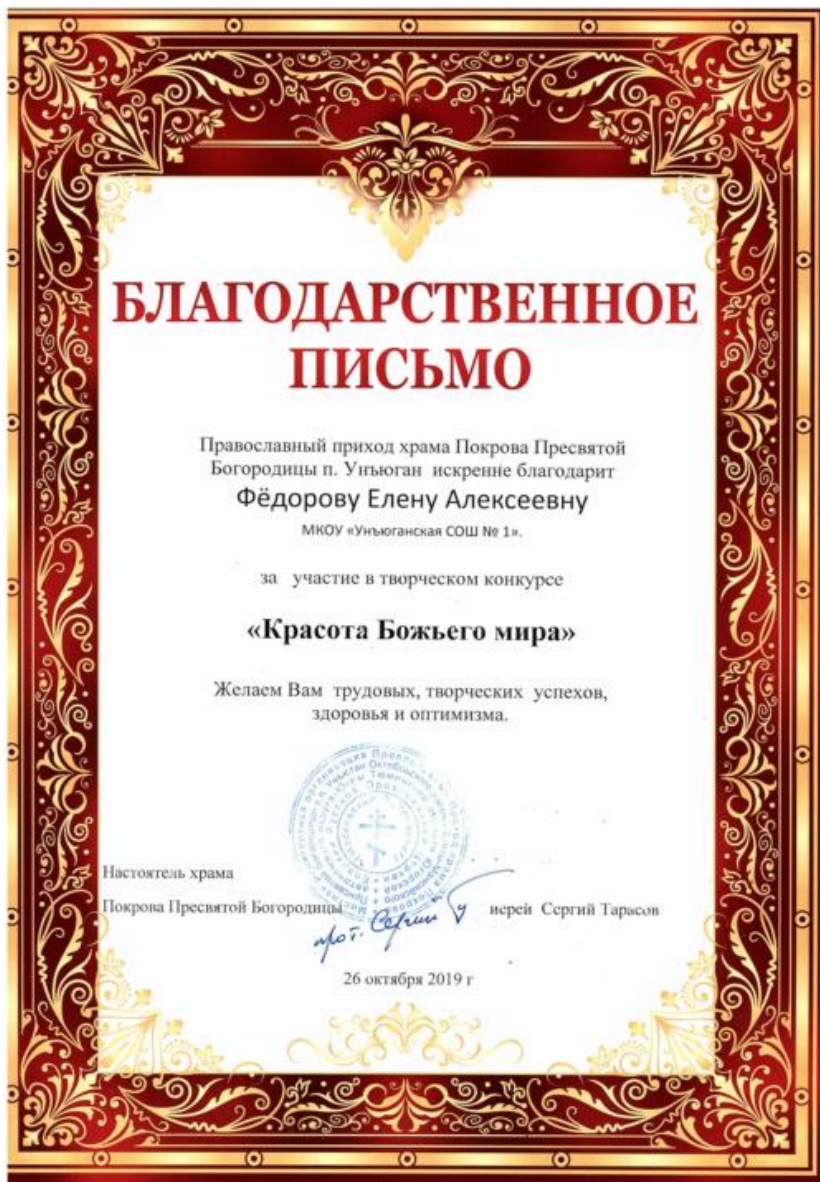 БЛАГОДАРСТВЕННОЕ
ПИСЬМО
Православный приход храма Покрова Пресвятой
Богородицы п. Унъюган искренне благодарит
Фёдорову Елену Алексеевну
МКОУ «Унъюганская СОШ № 1».
за участие в творческом конкурсе
«Красота Божьего мира»
Желаем Вам трудовых, творческих успехов,
здоровья и оптимизма.
Настоятель храма
Покрова Пресвятой Богородицы
прот. Сергий
иерей Сергий Тарасов
26 октября 2019 г